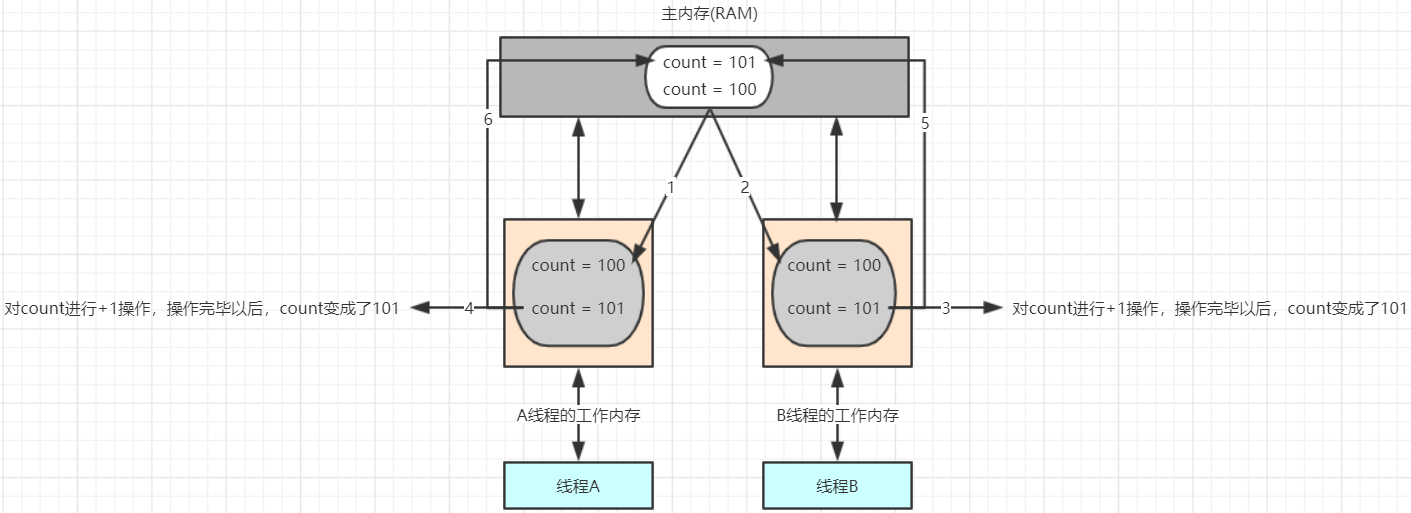 主内存(RAM)
count = 101
count = 100
6
5
1
2
count = 100
count = 100
对count进行+1操作，操作完毕以后，count变成了101
4
count = 101
count = 101
3
对count进行+1操作，操作完毕以后，count变成了101
A线程的工作内存
B线程的工作内存
线程A
线程B